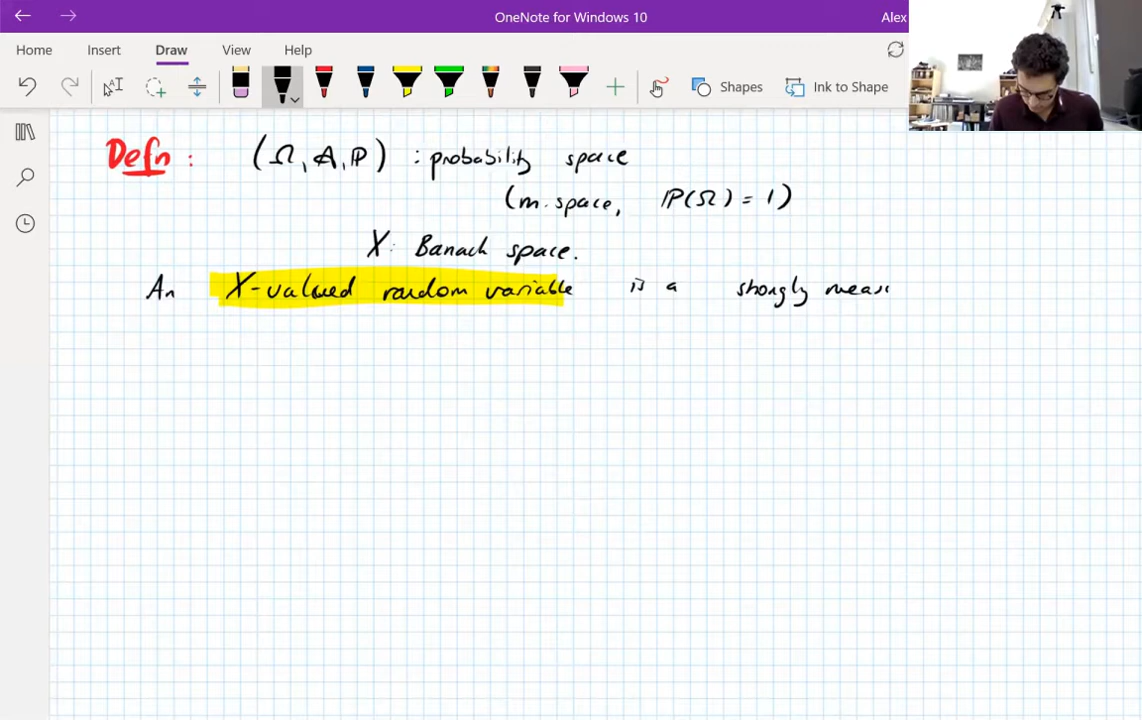 OneNote for Windows 10
Alex
Home Insert Draw View Help
Shapes
Ink to Shape
Defn : (Ω, A, ℙ) : probability space
(m. space, ℙ(Ω) = 1)
X: Banach space.
An X-valued random variable is a strongly meas